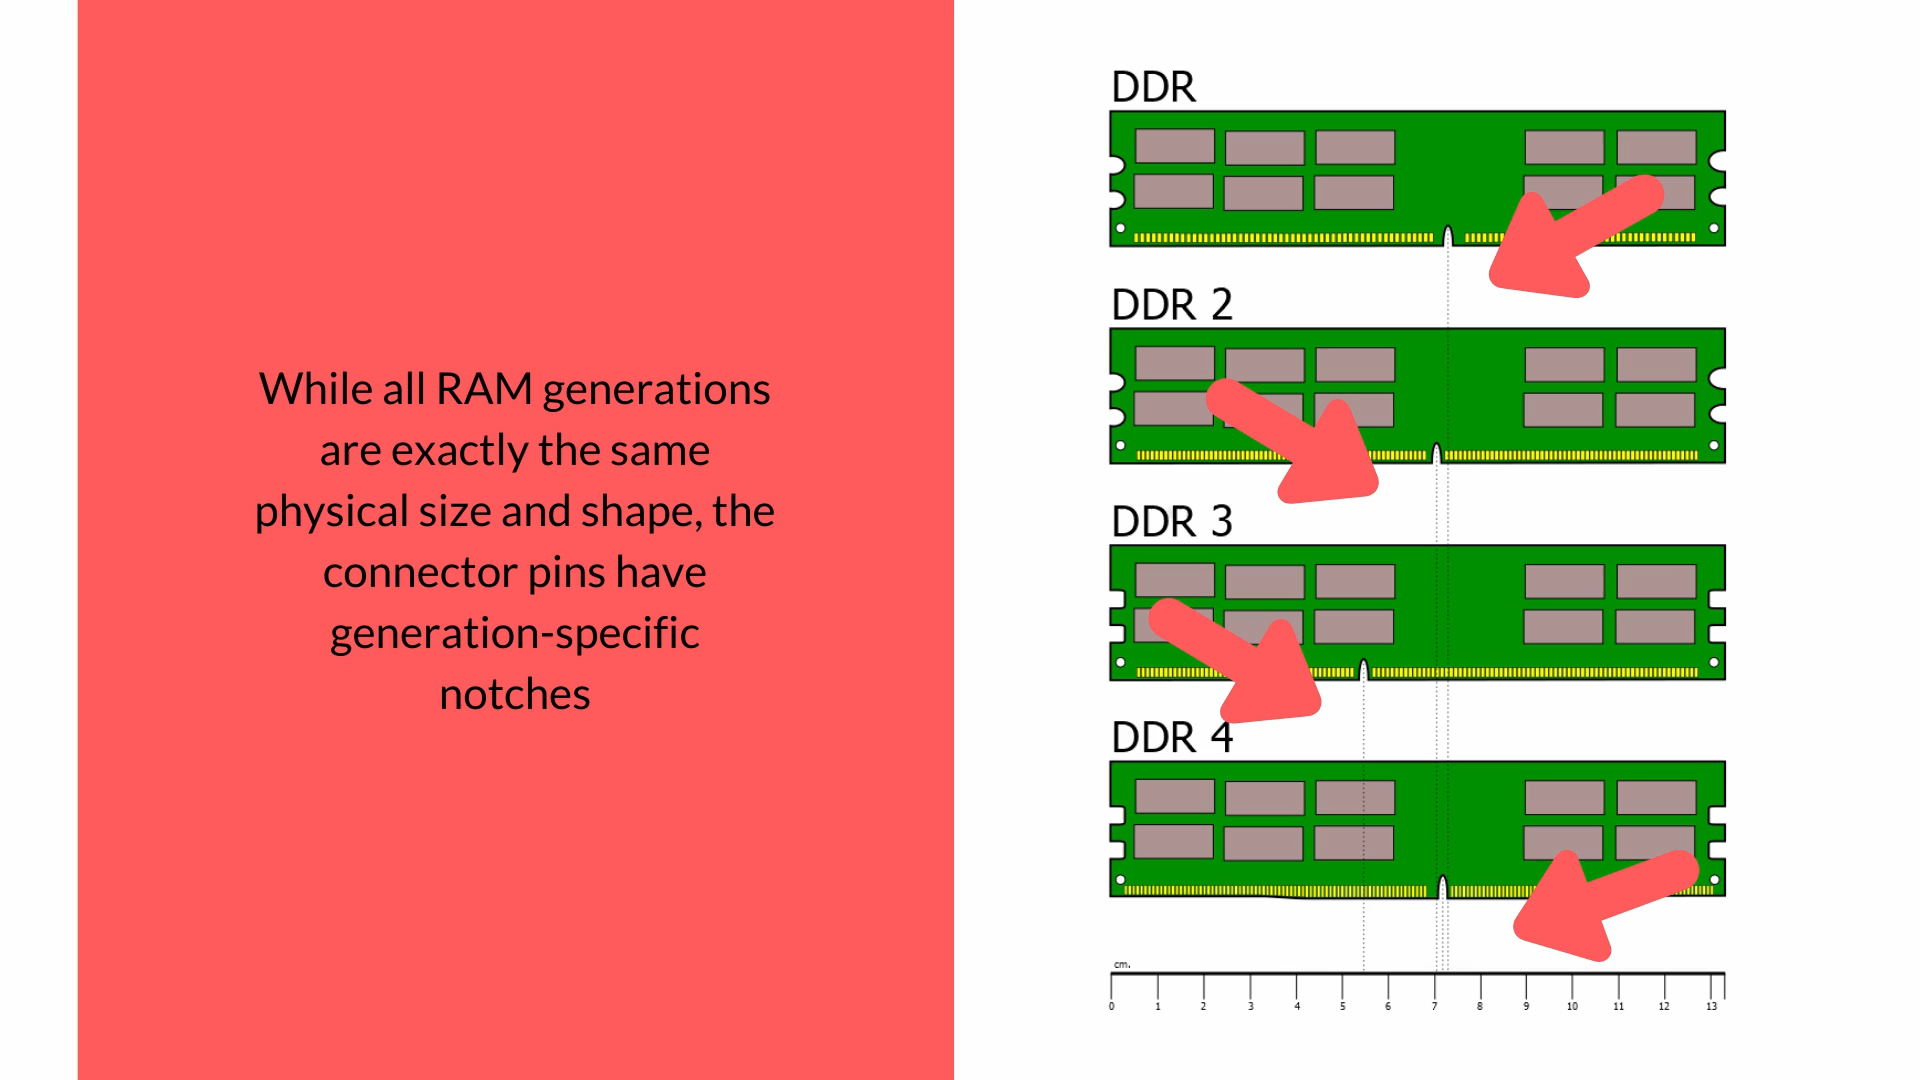 While all RAM generations
are exactly the same
physical size and shape, the
connector pins have
generation-specific
notches
DDR
DDR 2
DDR 3
DDR 4
cm.
0 1 2 3 4 5 6 7 8 9 10 11 12 13